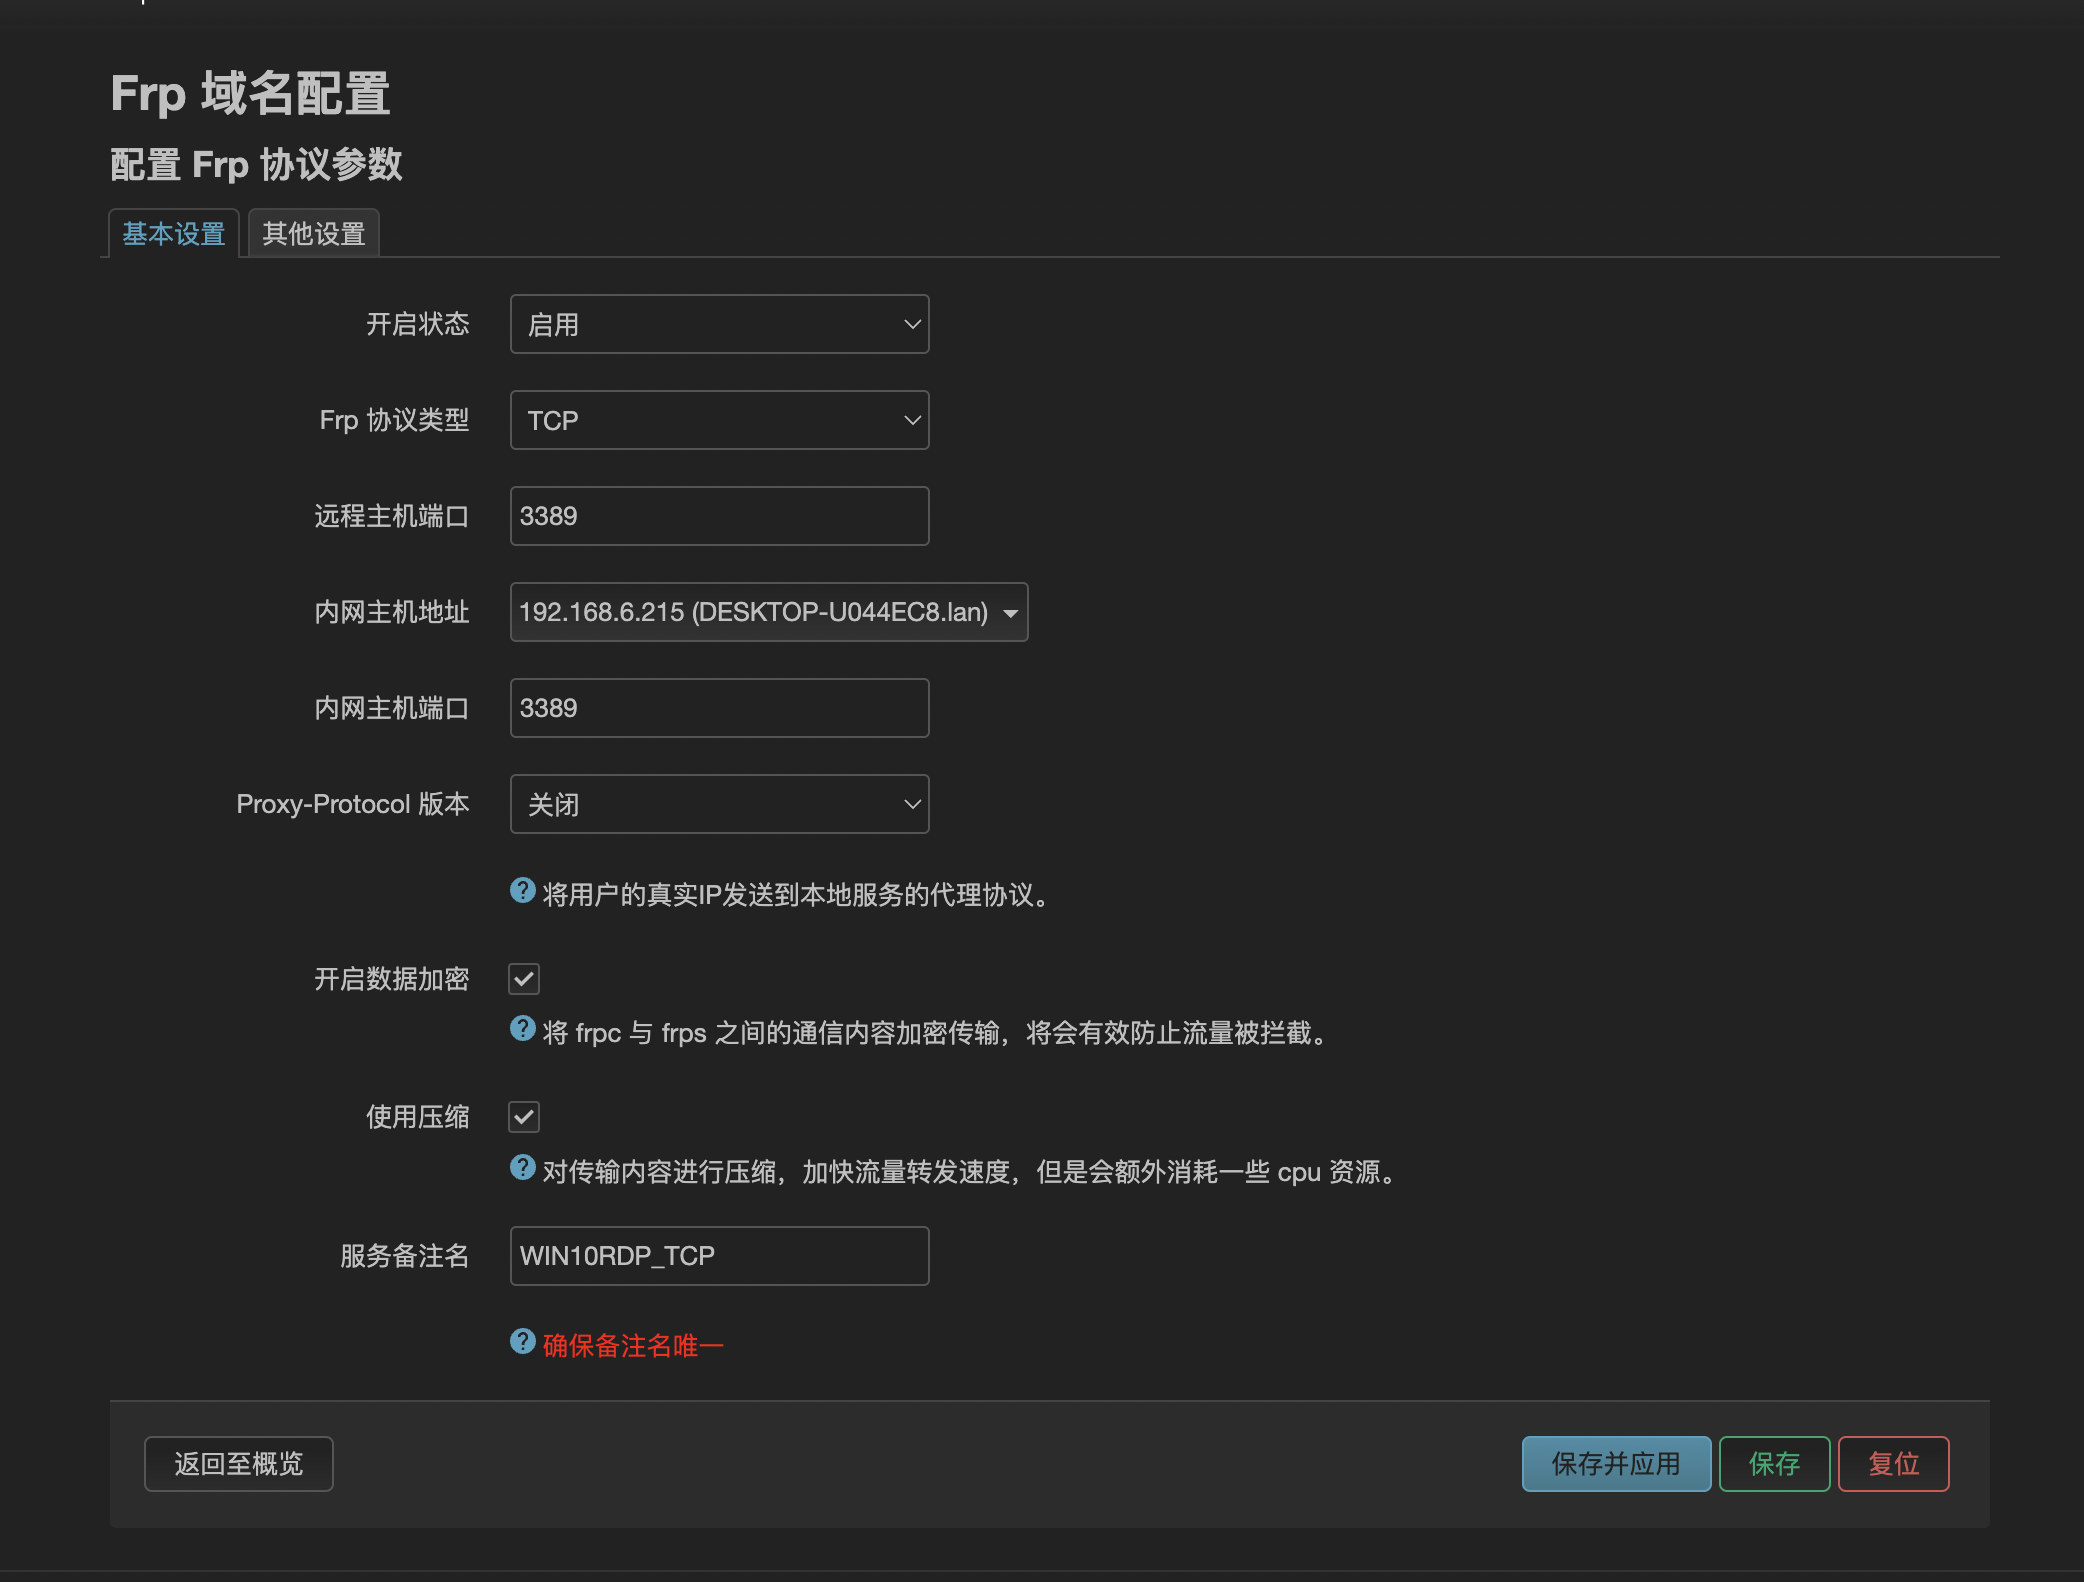 Frp 域名配置
配置 Frp 协议参数
基本设置 其他设置
开启状态 启用
Frp 协议类型 TCP
远程主机端口 3389
内网主机地址 192.168.6.215 (DESKTOP-U044EC8.lan)
内网主机端口 3389
Proxy-Protocol 版本 关闭
将用户的真实IP发送到本地服务的代理协议。
开启数据加密
将 frpc 与 frps 之间的通信内容加密传输，将会有效防止流量被拦截。
使用压缩
对传输内容进行压缩，加快流量转发速度，但是会额外消耗一些 cpu 资源。
服务备注名 WIN10RDP_TCP
确保备注名唯一
返回至概览 保存并应用 保存 复位